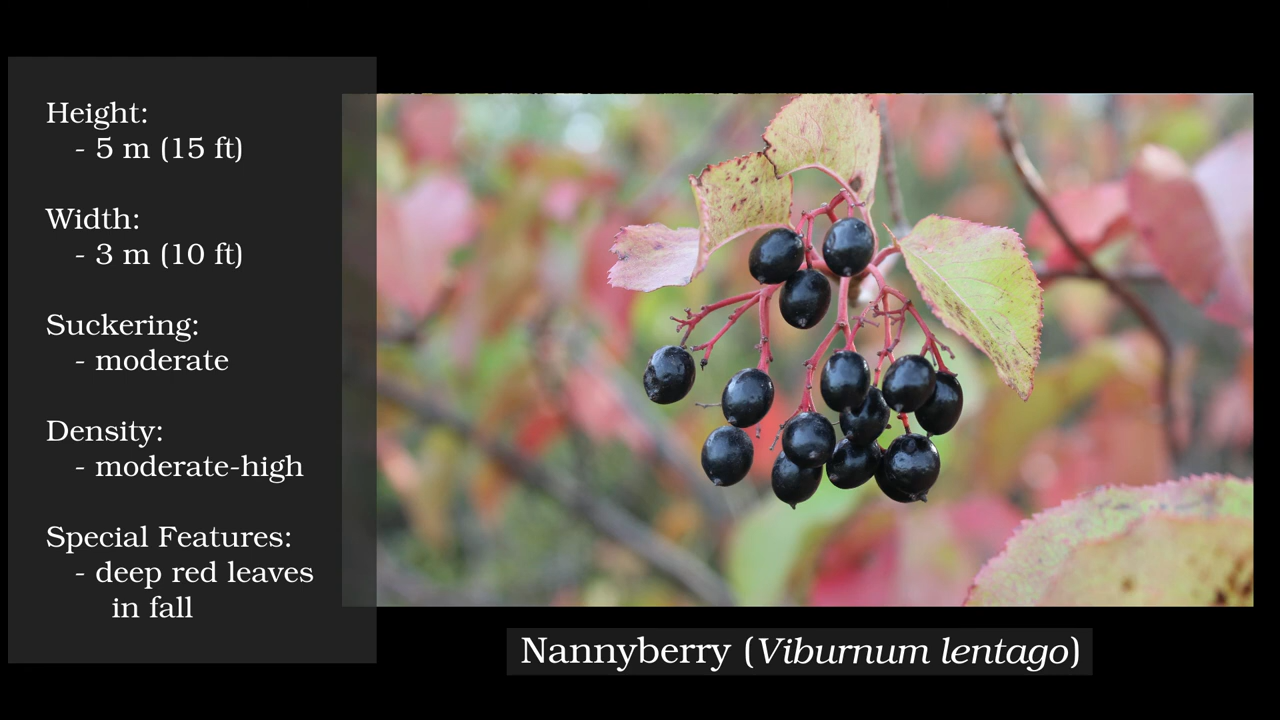 Height:
- 5 m (15 ft)
Width:
- 3 m (10 ft)
Suckering:
- moderate
Density:
- moderate-high
Special Features:
- deep red leaves
in fall
Nannyberry (Viburnum lentago)